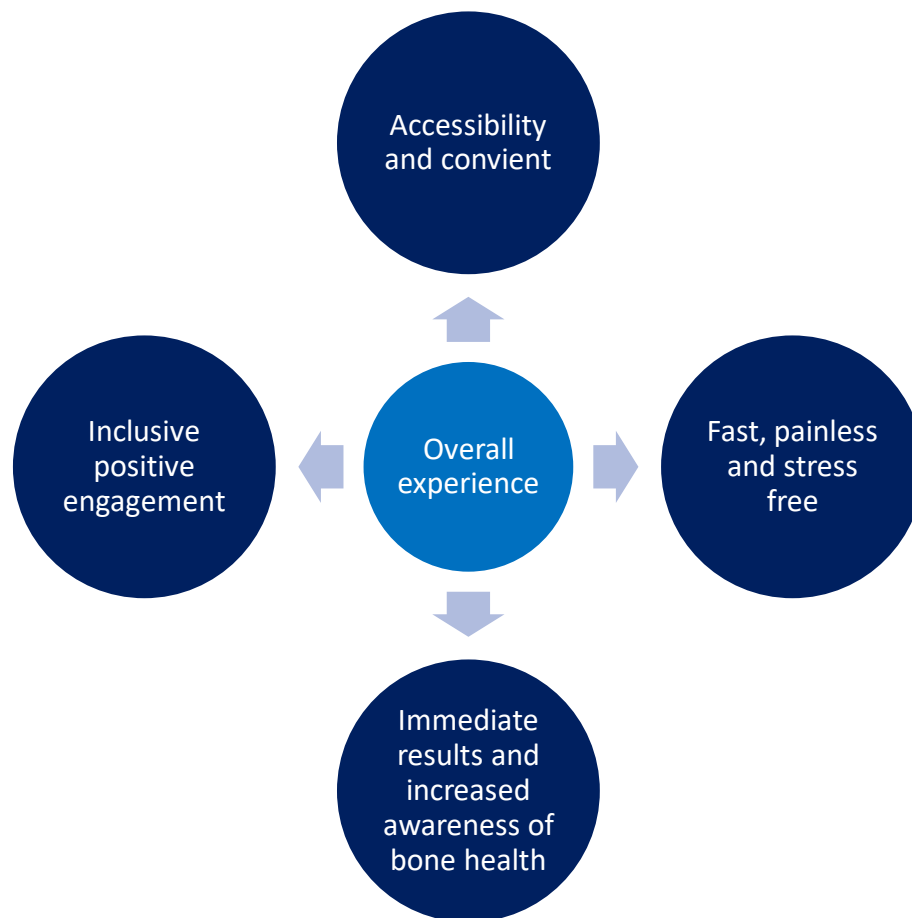 Accessibility
and convient
Inclusive
positive
engagement
Overall
experience
Fast, painless
and stress
free
Immediate
results and
increased
awareness of
bone health